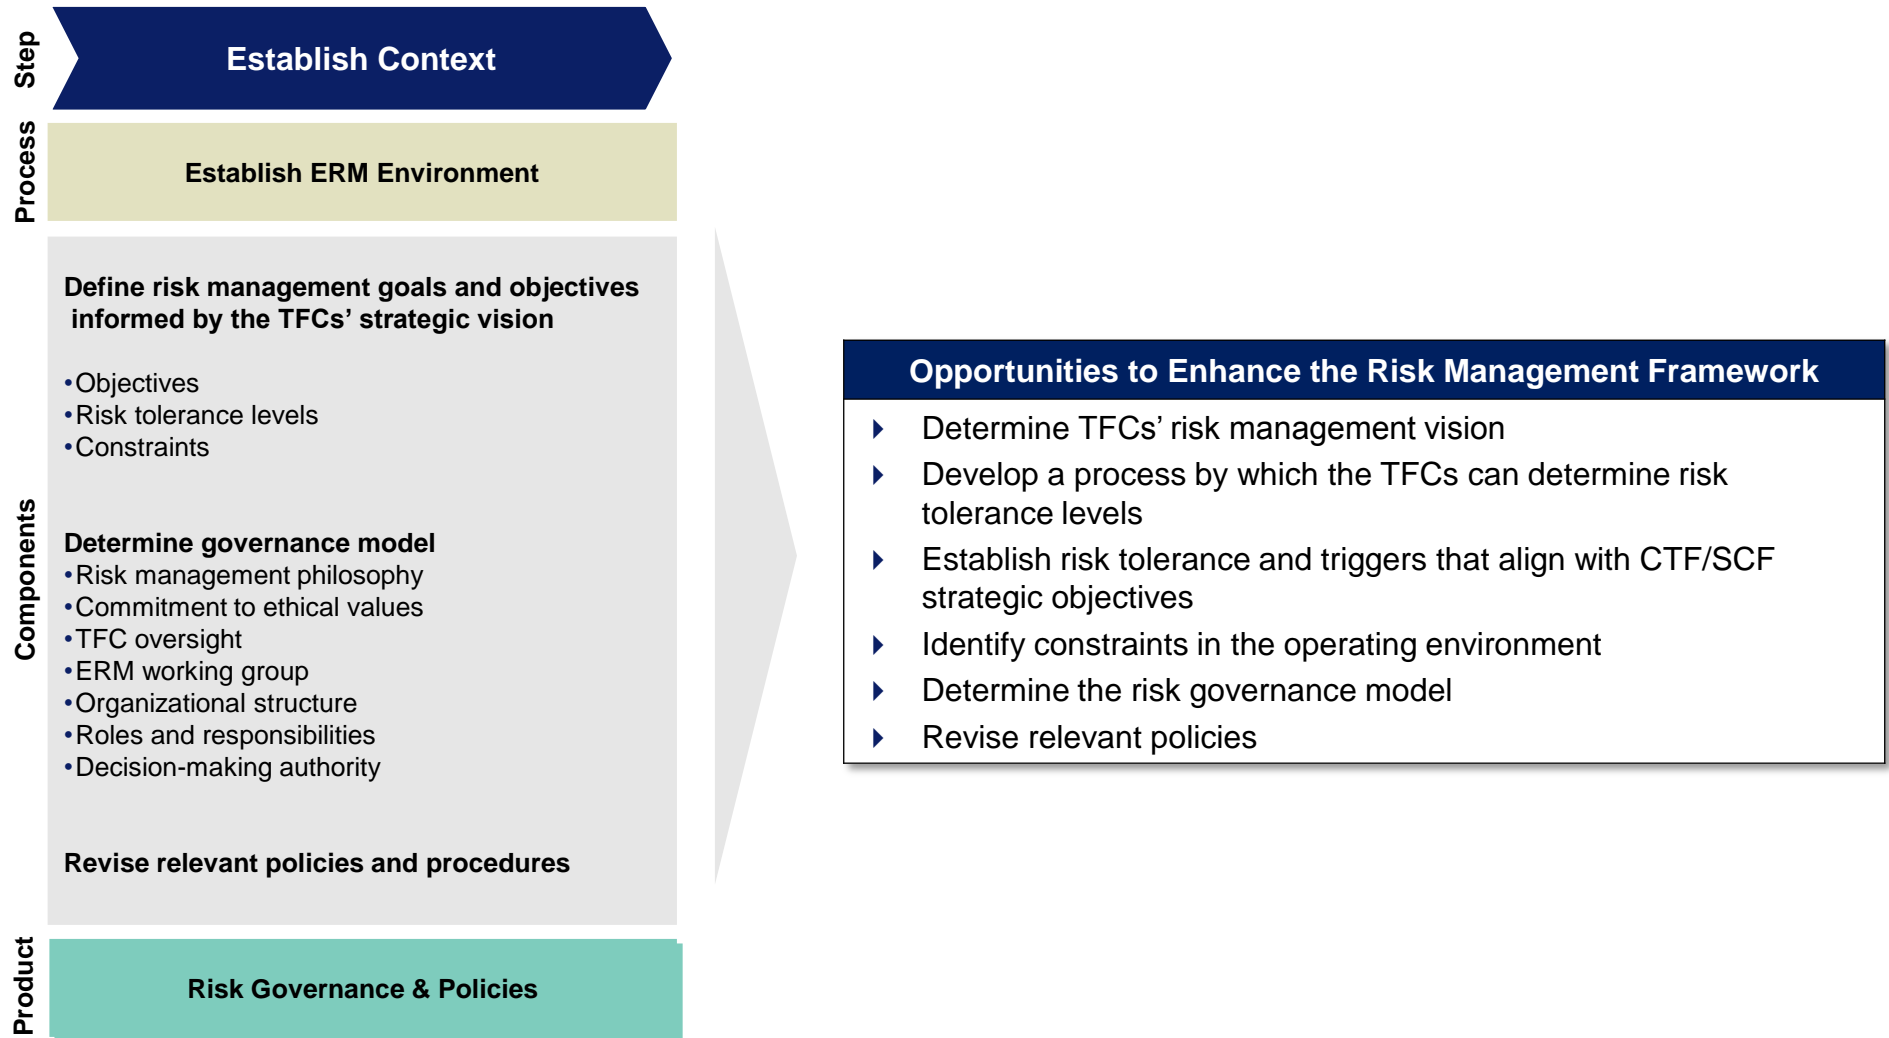 Step
Establish Context
Process
Establish ERM Environment
Components
Define risk management goals and objectives
informed by the TFCs’ strategic vision
•Objectives
•Risk tolerance levels
•Constraints
Determine governance model
•Risk management philosophy
•Commitment to ethical values
•TFC oversight
•ERM working group
•Organizational structure
•Roles and responsibilities
•Decision-making authority
Revise relevant policies and procedures
Product
Risk Governance & Policies
Opportunities to Enhance the Risk Management Framework
Determine TFCs’ risk management vision
Develop a process by which the TFCs can determine risk
tolerance levels
Establish risk tolerance and triggers that align with CTF/SCF
strategic objectives
Identify constraints in the operating environment
Determine the risk governance model
Revise relevant policies